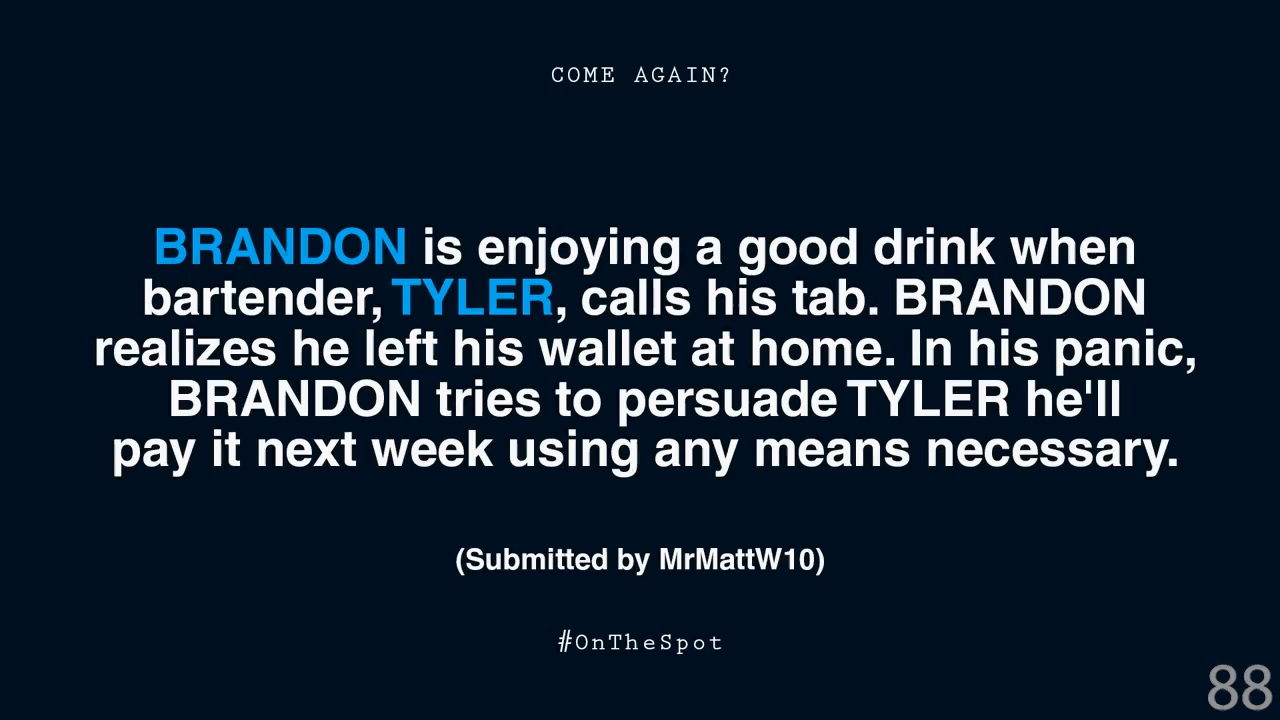 COME AGAIN?
BRANDON is enjoying a good drink when
bartender, TYLER, calls his tab. BRANDON
realizes he left his wallet at home. In his panic,
BRANDON tries to persuade TYLER he'll
pay it next week using any means necessary.
(Submitted by MrMattW10)
#OnTheSpot
88